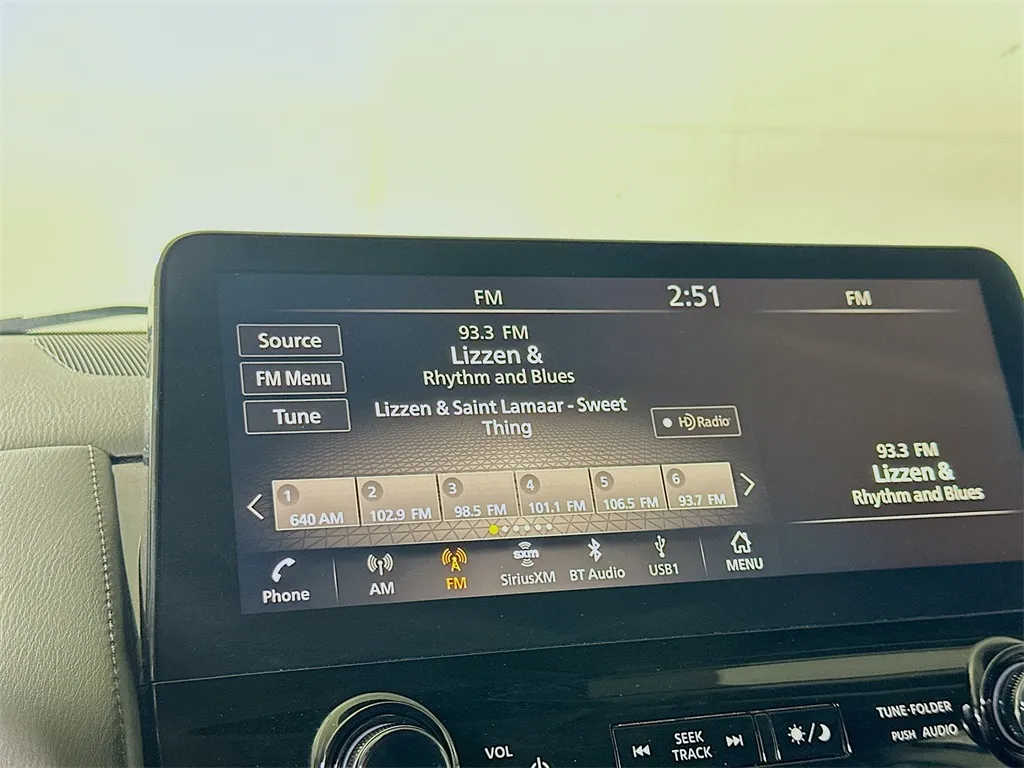 FM
2:51
FM
Source
FM Menu
Tune
93.3 FM
Lizzen &
Rhythm and Blues
Lizzen & Saint Lamaar - Sweet
Thing
HD Radio
93.3 FM
Lizzen &
Rhythm and Blues
1
640 AM
2
102.9 FM
3
98.5 FM
4
101.1 FM
5
106.5 FM
6
93.7 FM
Phone
AM
FM
sxm
SiriusXM
BT Audio
USB1
MENU
VOL
SEEK
TRACK
TUNE·FOLDER
PUSH AUDIO